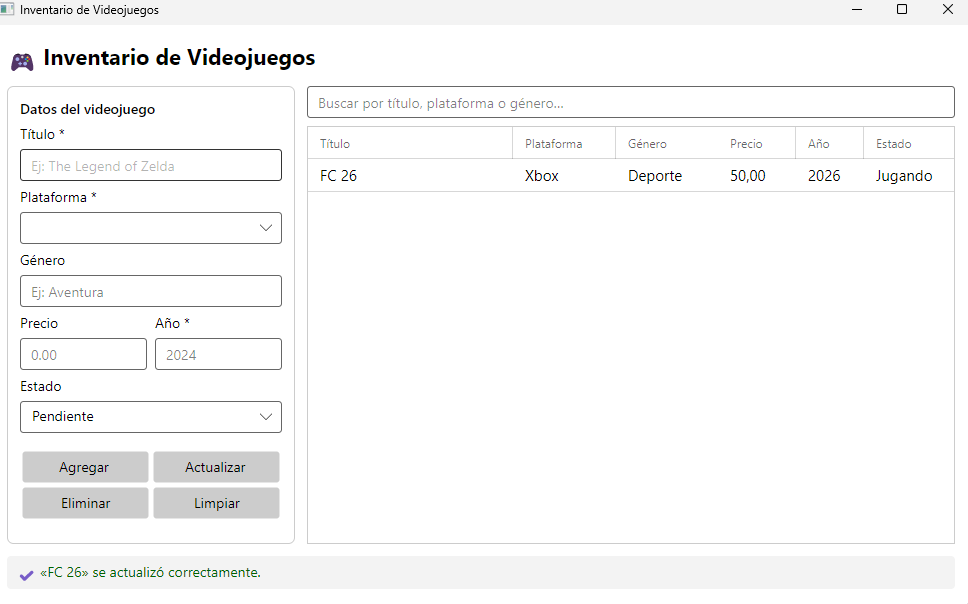 Inventario de Videojuegos
Inventario de Videojuegos
Datos del videojuego
Título *
Ej: The Legend of Zelda
Plataforma *
Género
Ej: Aventura
Precio Año *
0.00 2024
Estado
Pendiente
Agregar Actualizar
Eliminar Limpiar
Buscar por título, plataforma o género...
Título Plataforma Género Precio Año Estado
FC 26 Xbox Deporte 50,00 2026 Jugando
«FC 26» se actualizó correctamente.